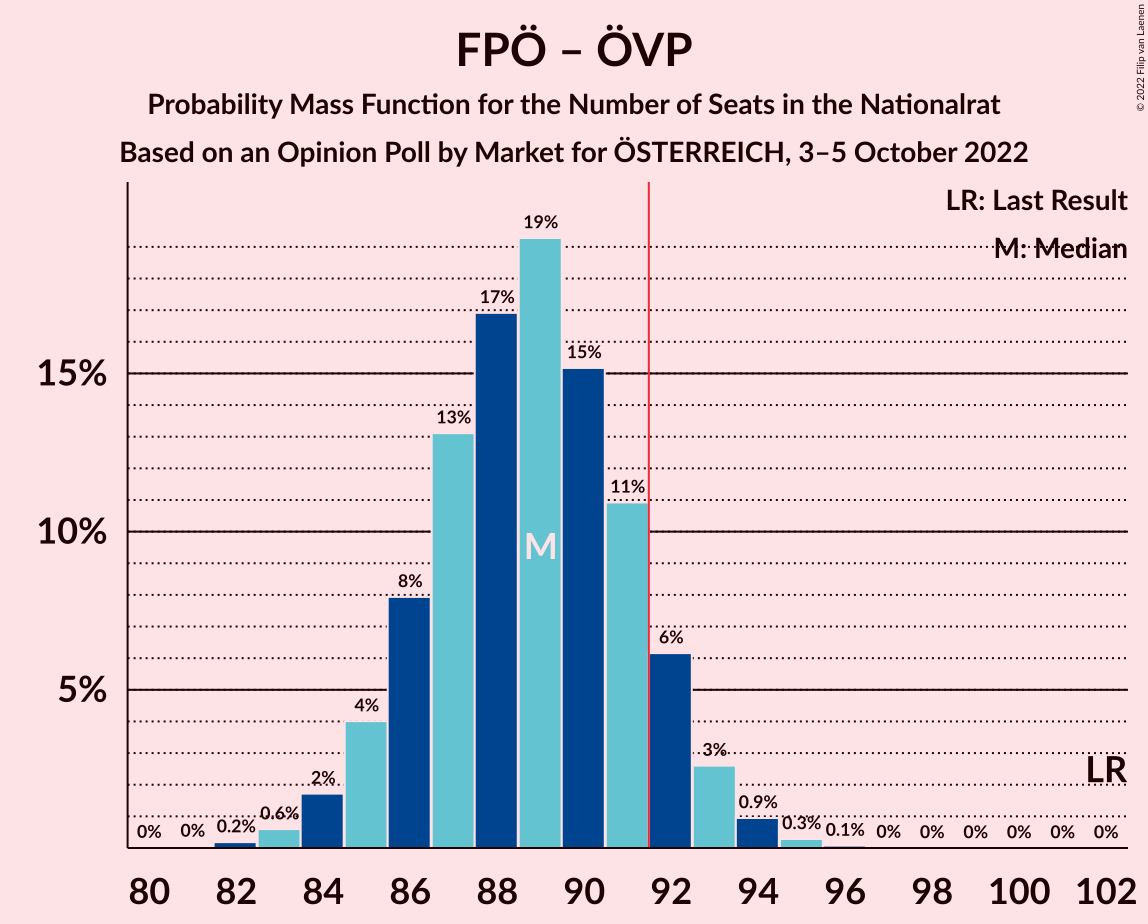 FPÖ – ÖVP
Probability Mass Function for the Number of Seats in the Nationalrat
Based on an Opinion Poll by Market for ÖSTERREICH, 3–5 October 2022
© 2022 Filip van Laenen
LR: Last Result
M: Median
15%
10%
5%
0%
0%
0.2%
0.6%
2%
4%
8%
13%
17%
19%
15%
11%
6%
3%
0.9%
0.3%
0.1%
0%
0%
0%
0%
0%
0%
M
LR
80 82 84 86 88 90 92 94 96 98 100 102